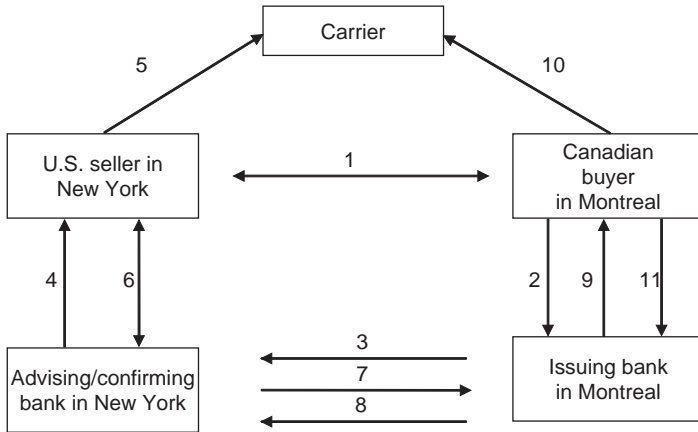 Carrier
5
10
U.S. seller in
New York
1
Canadian
buyer
in Montreal
4
6
2
9
11
3
Advising/confirming
bank in New York
7
8
Issuing bank
in Montreal